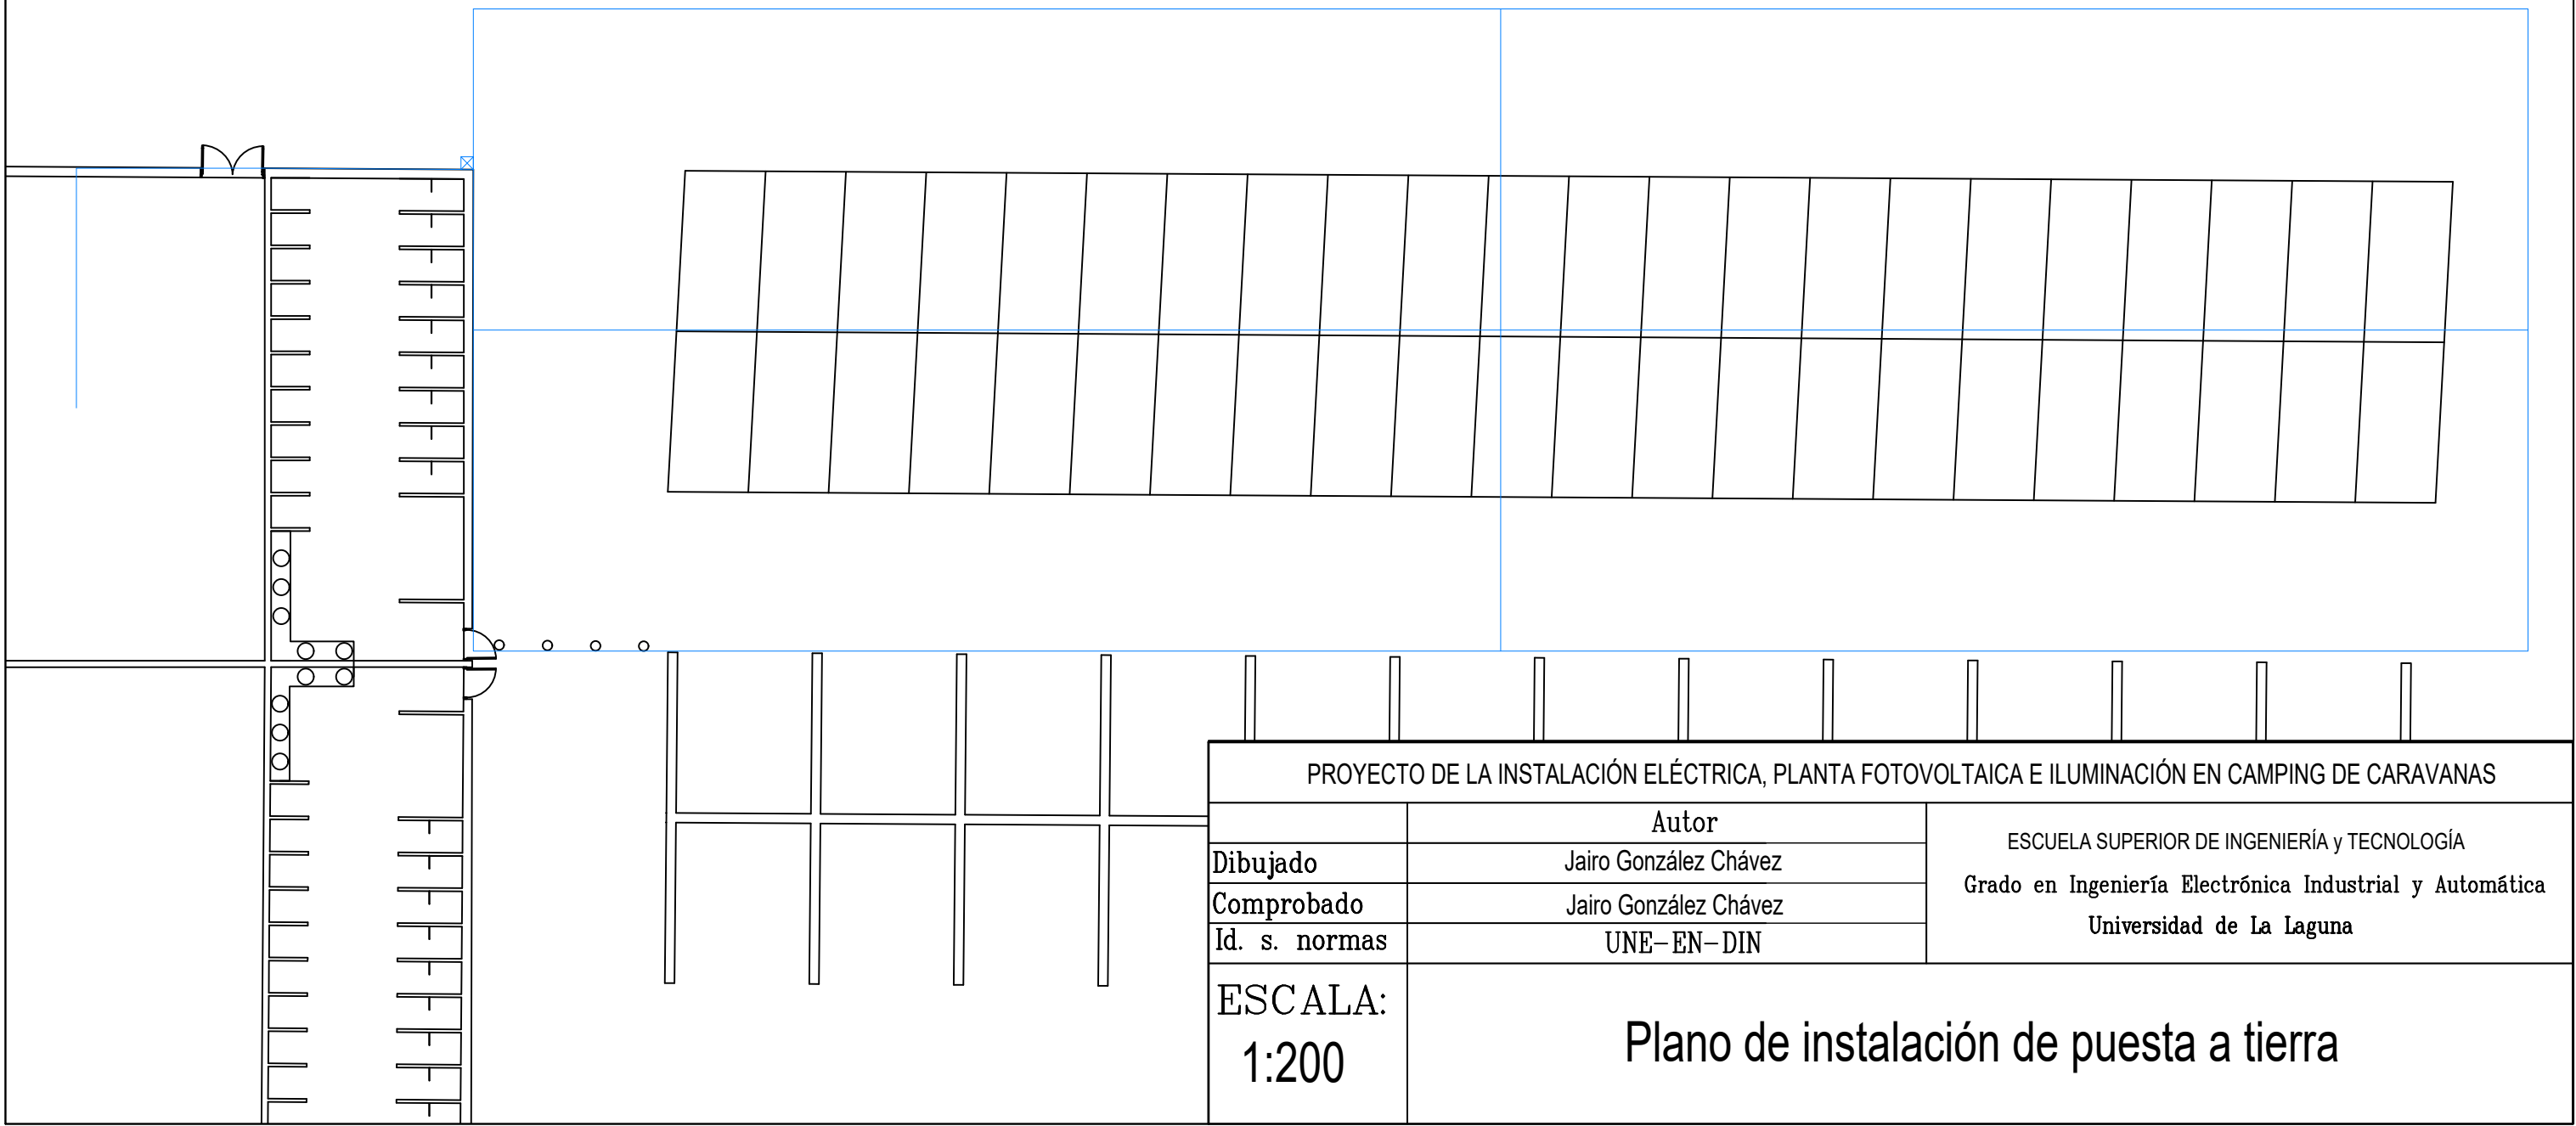 PROYECTO DE LA INSTALACIÓN ELÉCTRICA, PLANTA FOTOVOLTAICA E ILUMINACIÓN EN CAMPING DE CARAVANAS
Autor
Dibujado
Jairo González Chávez
Comprobado
Jairo González Chávez
Id. s. normas
UNE-EN-DIN
ESCUELA SUPERIOR DE INGENIERÍA y TECNOLOGÍA
Grado en Ingeniería Electrónica Industrial y Automática
Universidad de La Laguna
ESCALA:
1:200
Plano de instalación de puesta a tierra